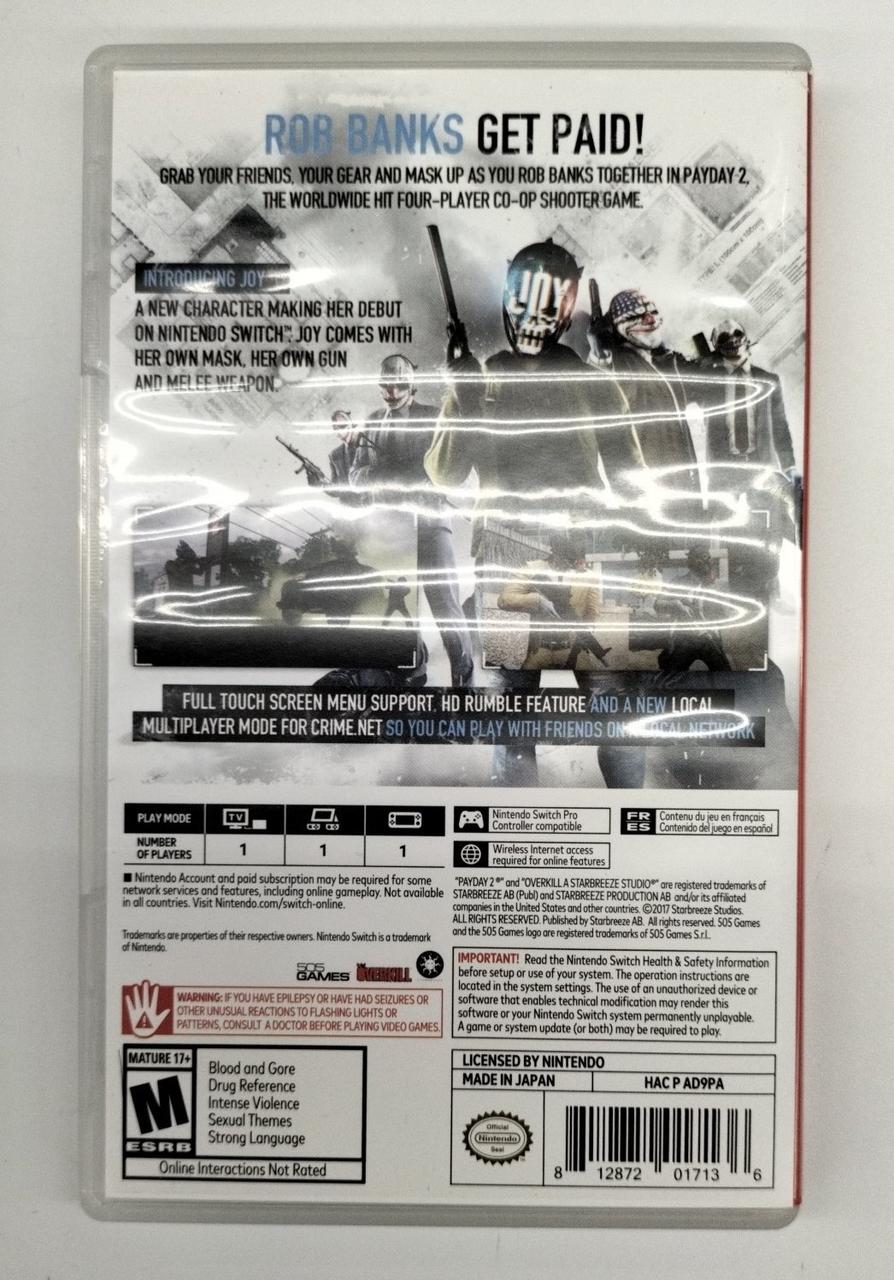 ROB BANKS GET PAID!
GRAB YOUR FRIENDS, YOUR GEAR AND MASK UP AS YOU ROB BANKS TOGETHER IN PAYDAY 2,
THE WORLDWIDE HIT FOUR-PLAYER CO-OP SHOOTER GAME.
INTRODUCING JOY
A NEW CHARACTER MAKING HER DEBUT
ON NINTENDO SWITCH™. JOY COMES WITH
HER OWN MASK, HER OWN GUN
AND MELEE WEAPON.
JOY
FULL TOUCH SCREEN MENU SUPPORT, HD RUMBLE FEATURE AND A NEW LOCAL
MULTIPLAYER MODE FOR CRIME.NET SO YOU CAN PLAY WITH FRIENDS ON A LOCAL NETWORK
PLAY MODE
TV
NUMBER OF PLAYERS
1 1 1
Nintendo Switch Pro
Controller compatible
FR
ES
Contenu du jeu en français
Contenido del juego en español
Wireless Internet access
required for online features
■ Nintendo Account and paid subscription may be required for some
network services and features, including online gameplay. Not available
in all countries. Visit Nintendo.com/switch-online.
Trademarks are properties of their respective owners. Nintendo Switch is a trademark
of Nintendo.
"PAYDAY 2 ®" and "OVERKILL A STARBREEZE STUDIO®" are registered trademarks of
STARBREEZE AB (Publ) and STARBREEZE PRODUCTION AB and/or its affiliated
companies in the United States and other countries. ©2017 Starbreeze Studios.
ALL RIGHTS RESERVED. Published by Starbreeze AB. All rights reserved. 505 Games
and the 505 Games logo are registered trademarks of 505 Games S.r.l.
505
GAMES
OVERKILL
WARNING: IF YOU HAVE EPILEPSY OR HAVE HAD SEIZURES OR
OTHER UNUSUAL REACTIONS TO FLASHING LIGHTS OR
PATTERNS, CONSULT A DOCTOR BEFORE PLAYING VIDEO GAMES.
IMPORTANT! Read the Nintendo Switch Health & Safety Information
before setup or use of your system. The operation instructions are
located in the system settings. The use of an unauthorized device or
software that enables technical modification may render this
software or your Nintendo Switch system permanently unplayable.
A game or system update (or both) may be required to play.
MATURE 17+
M
ESRB
Blood and Gore
Drug Reference
Intense Violence
Sexual Themes
Strong Language
Online Interactions Not Rated
LICENSED BY NINTENDO
MADE IN JAPAN HAC P AD9PA
Official
Nintendo
Seal
8 12872 01713 6